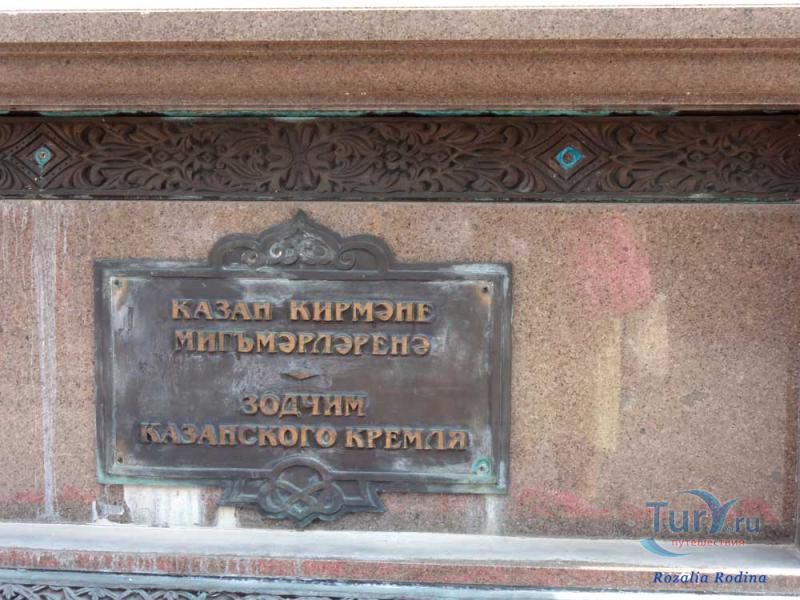 КАЗАН КИРМӘНЕ
МИГЪМӘРЛӘРЕНӘ
ЗОДЧИМ
КАЗАНСКОГО КРЕМЛЯ
Tury.ru
путешествия
Rozalia Rodina